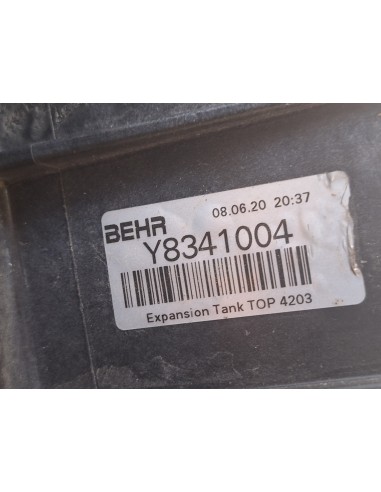 08.06.20 20:37
BEHR
Y8341004
Expansion Tank TOP 4203